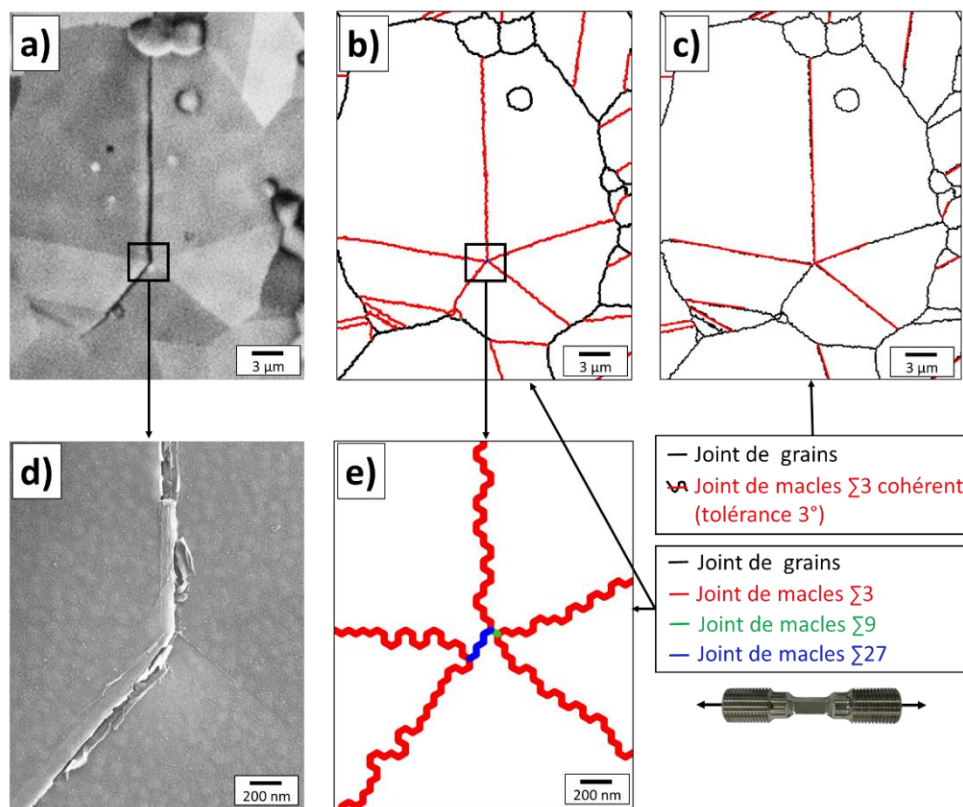 a)
b)
c)
3 µm
3 µm
3 µm
d)
e)
Joint de grains
Joint de macles ∑3 cohérent
(tolérance 3°)
Joint de grains
Joint de macles ∑3
Joint de macles ∑9
Joint de macles ∑27
200 nm
200 nm